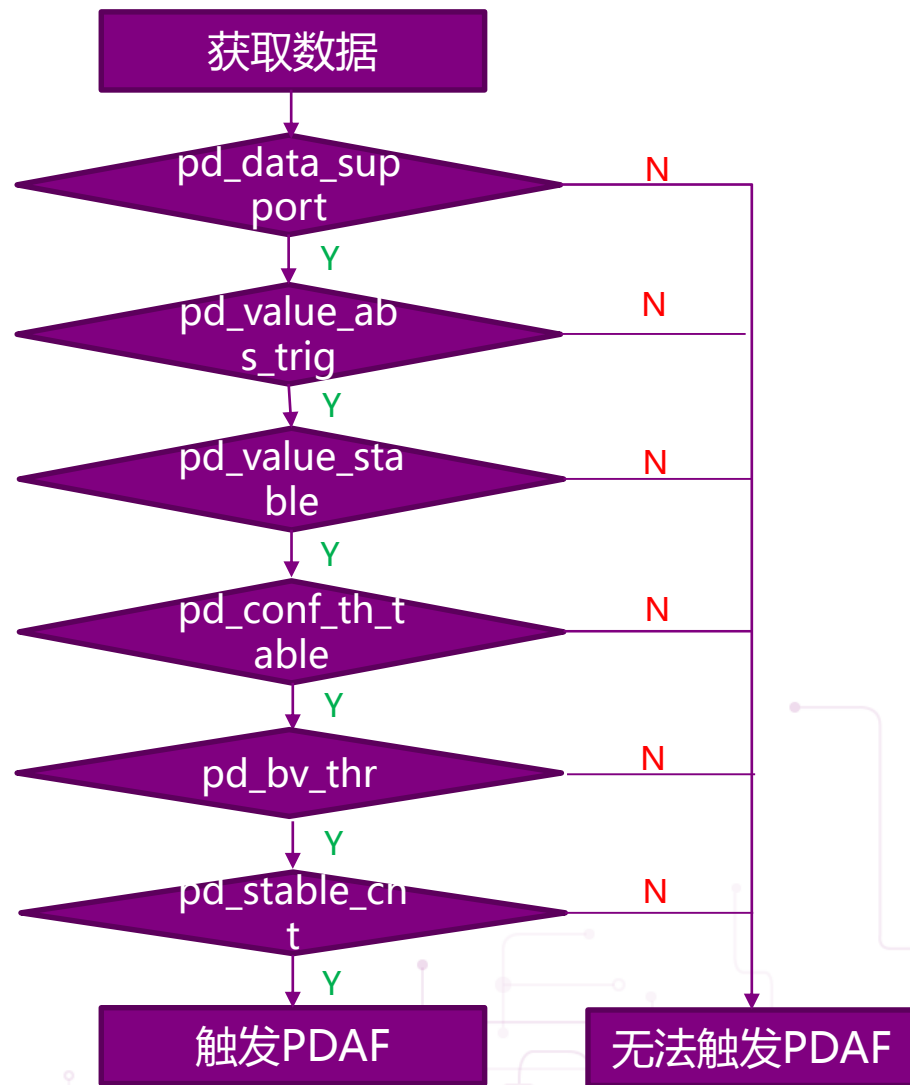 获取数据
pd_data_sup
port
N
Y
pd_value_ab
s_trig
N
Y
pd_value_sta
ble
N
Y
pd_conf_th_t
able
N
Y
pd_bv_thr
N
Y
pd_stable_cn
t
N
Y
触发PDAF
无法触发PDAF